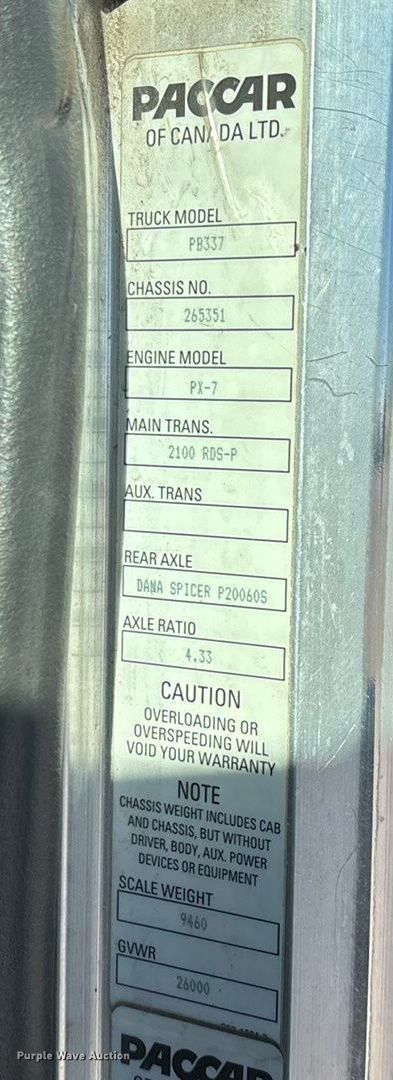 PACCAR
OF CANADA LTD.
TRUCK MODEL
PB337
CHASSIS NO.
265351
ENGINE MODEL
PX-7
MAIN TRANS.
2100 RDS-P
AUX. TRANS
REAR AXLE
DANA SPICER P20060S
AXLE RATIO
4.33
CAUTION
OVERLOADING OR
OVERSPEEDING WILL
VOID YOUR WARRANTY
NOTE
CHASSIS WEIGHT INCLUDES CAB
AND CHASSIS, BUT WITHOUT
DRIVER, BODY, AUX. POWER
DEVICES OR EQUIPMENT
SCALE WEIGHT
9460
GVWR
26000
PACCAR
Purple Wave Auction